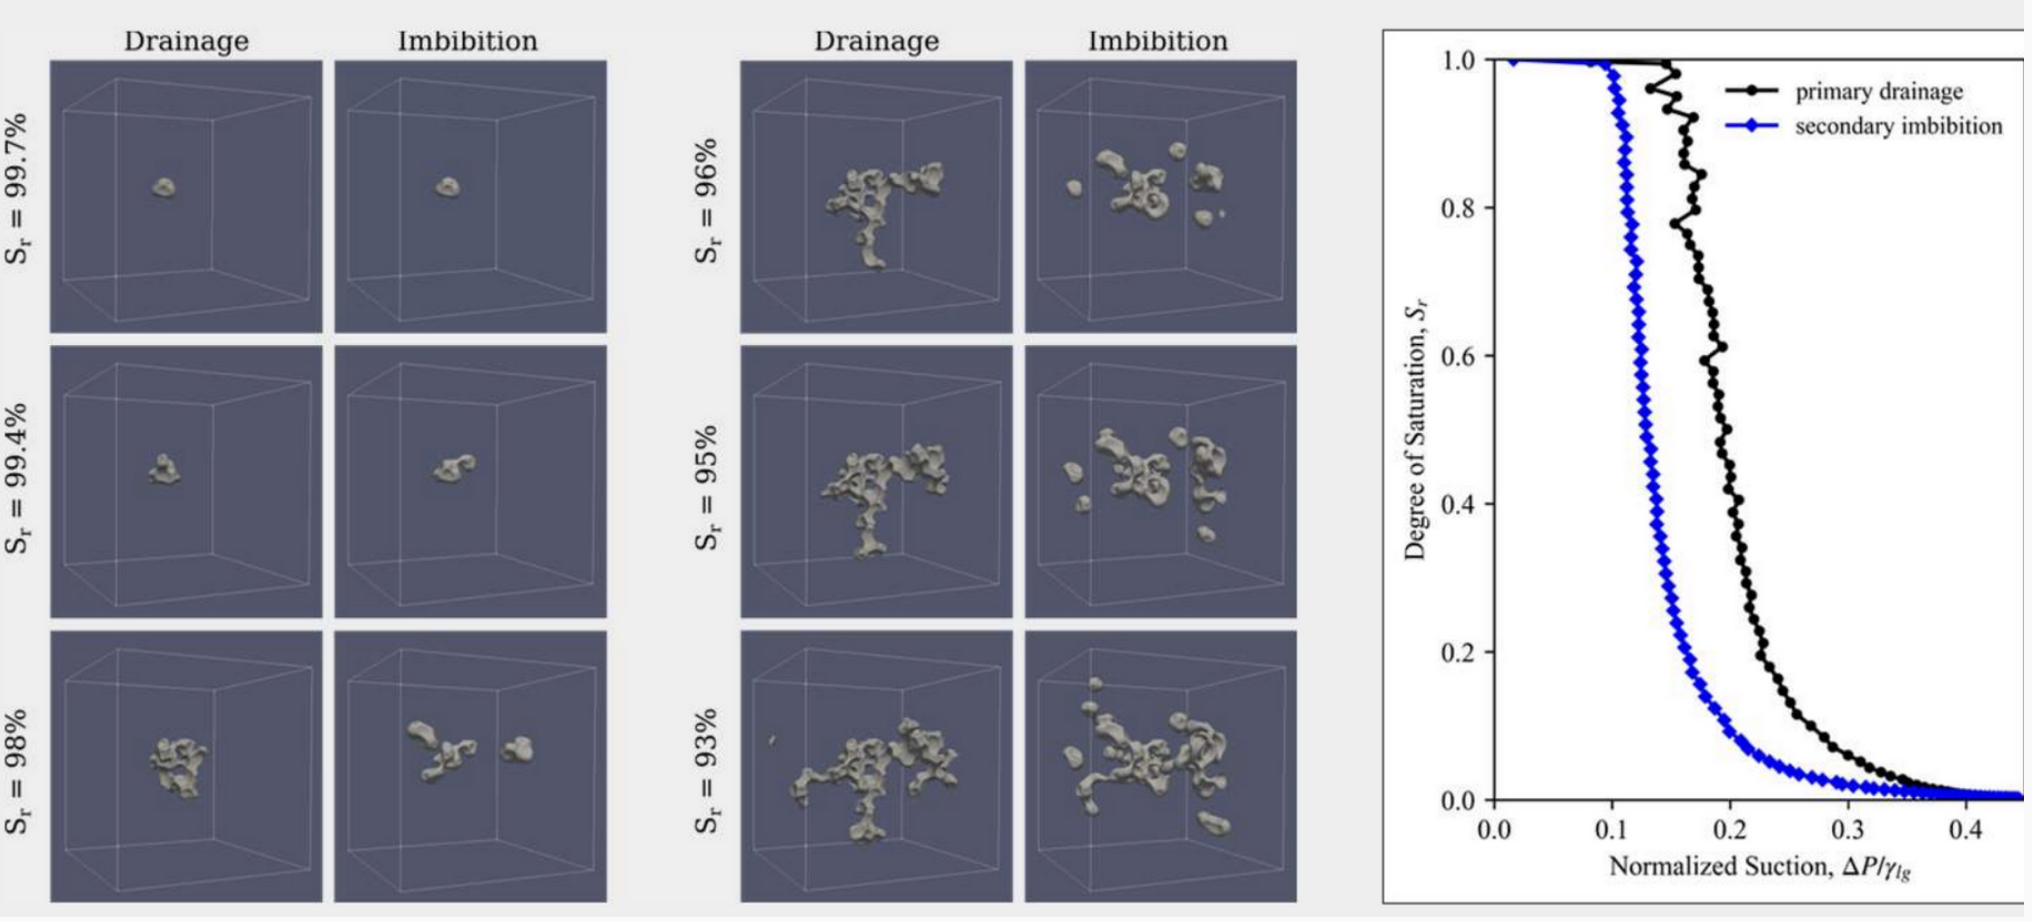 Drainage
Imbibition
Sr = 99.7%
Sr = 99.4%
Sr = 98%
Drainage
Imbibition
Sr = 96%
Sr = 95%
Sr = 93%
primary drainage
secondary imbibition
Degree of Saturation, Sr
1.0
0.8
0.6
0.4
0.2
0.0
0.0 0.1 0.2 0.3 0.4
Normalized Suction, ΔP/γlg